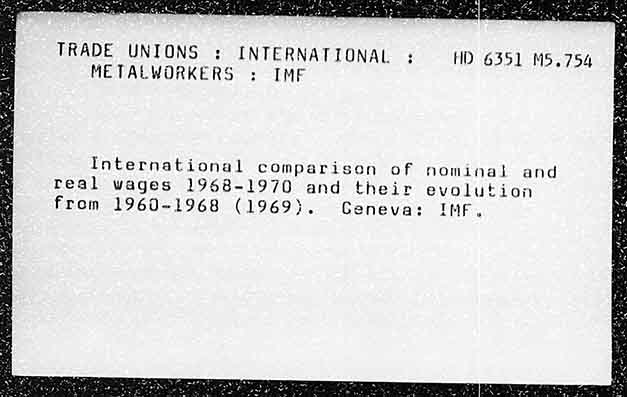 TRADE UNIONS : INTERNATIONAL : HD 6351 M5.754
METALWORKERS : IMF
International comparison of nominal and
real wages 1968-1970 and their evolution
from 1960-1968 (1969). Geneva: IMF.